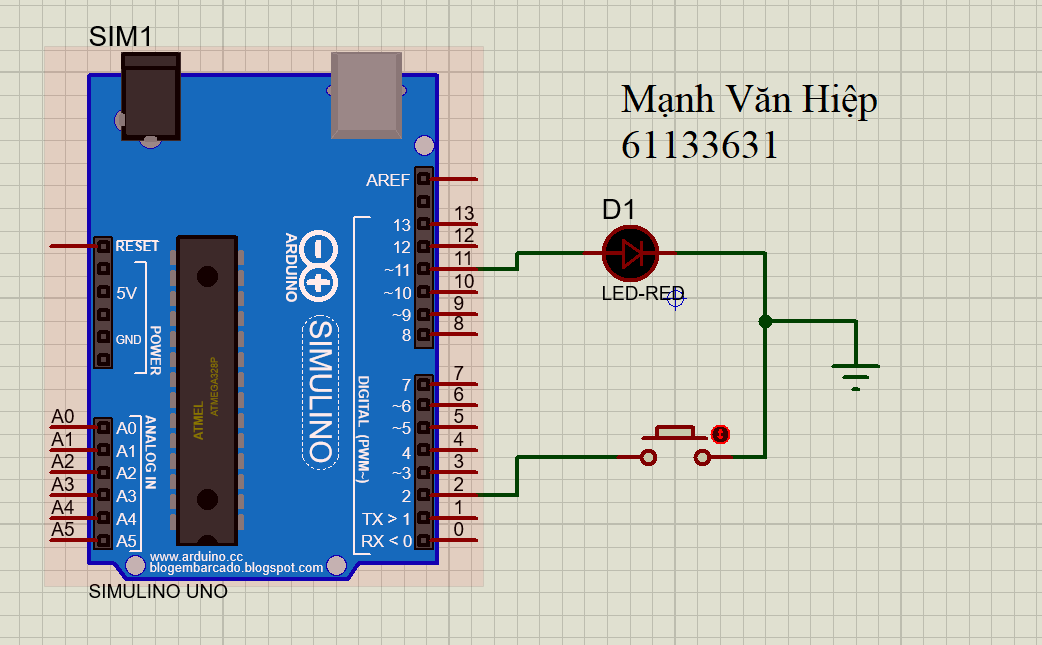 SIM1
Mạnh Văn Hiệp
61133631
AREF
13 13
12 12
~11 11
~10 10
~9 9
8 8
7 7
~6 6
~5 5
4 4
~3 3
2 2
TX > 1 1
RX < 0 0
RESET
5V
GND
POWER
A0 A0
A1 A1
A2 A2
A3 A3
A4 A4
A5 A5
ANALOG IN
ATMEL
ATMEGA328P
ARDUINO
SIMULINO
DIGITAL (PWM~)
www.arduino.cc
blogembarcado.blogspot.com
SIMULINO UNO
D1
LED-RED